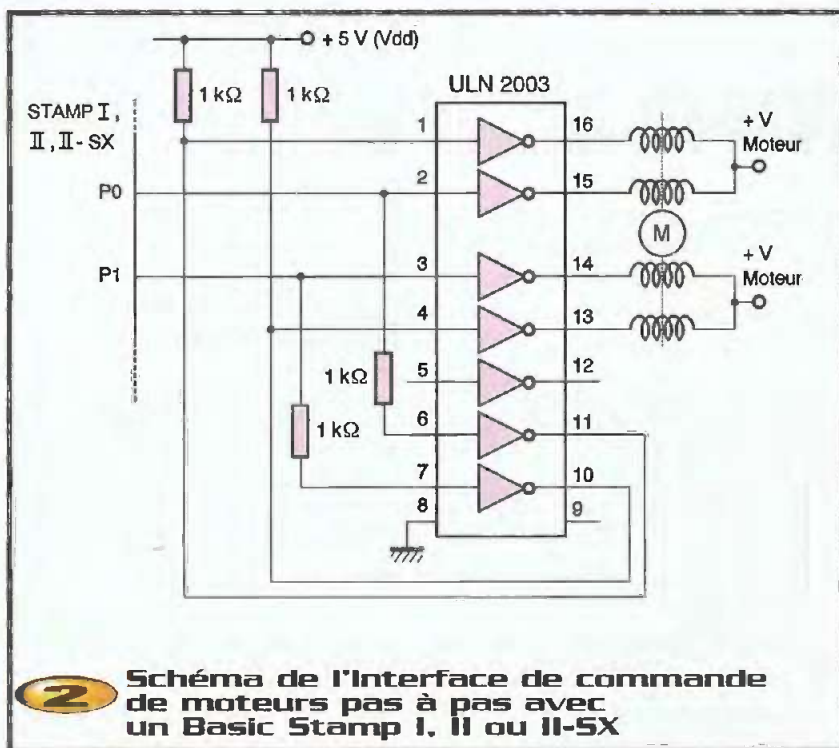 + 5 V (Vdd)
1 kΩ
1 kΩ
ULN 2003
STAMP I,
II, II- SX
P0
P1
1
2
3
4
5
6
7
8
16
15
14
13
12
11
10
9
+ V
Moteur
M
+ V
Moteur
1 kΩ
1 kΩ
2
Schéma de l'Interface de commande
de moteurs pas à pas avec
un Basic Stamp I, II ou II-SX